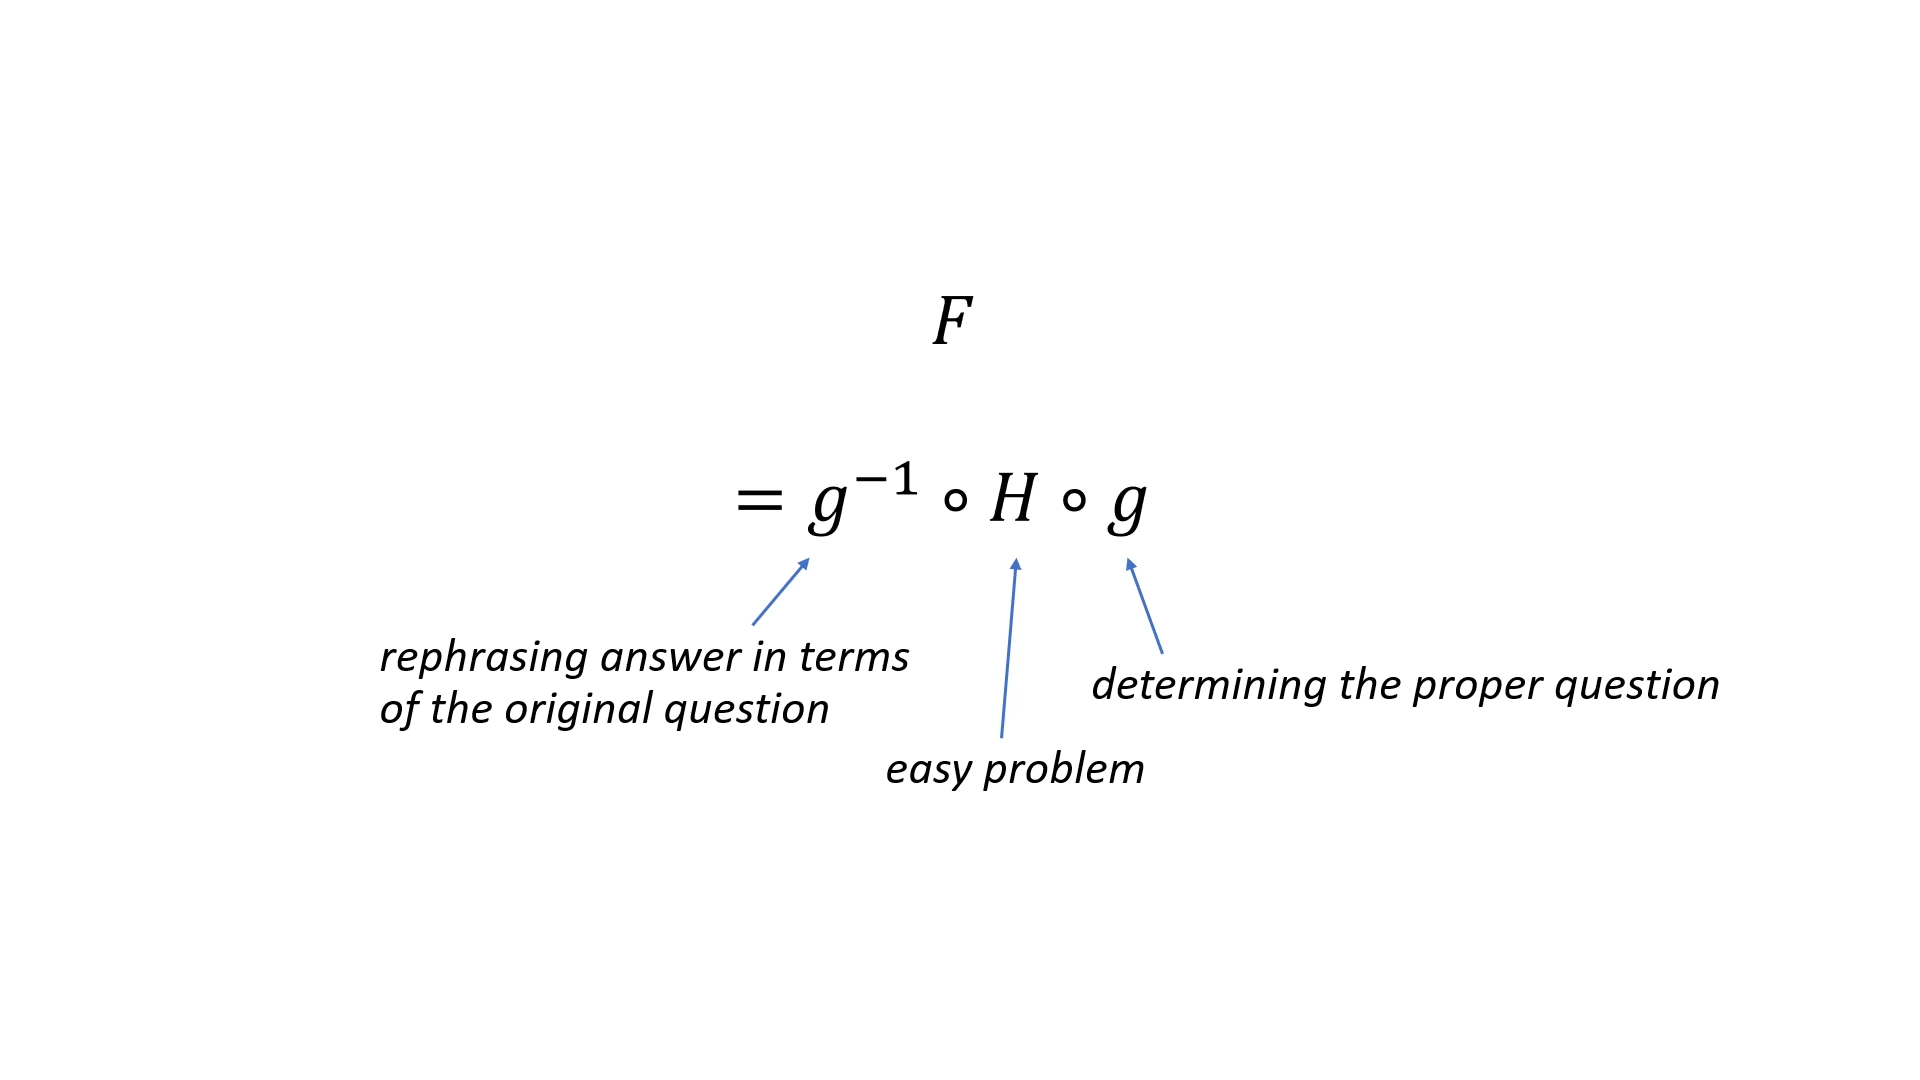 F
= g⁻¹ ∘ H ∘ g
rephrasing answer in terms
of the original question
determining the proper question
easy problem